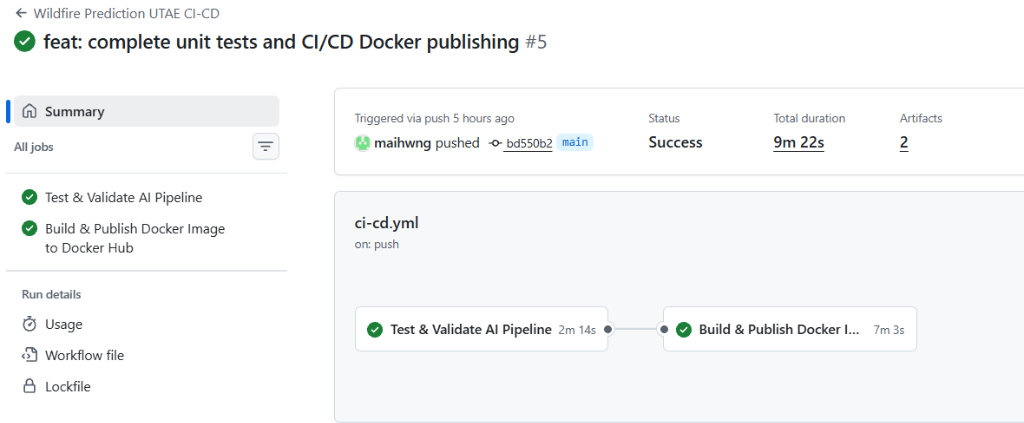 ← Wildfire Prediction UTAE CI-CD
feat: complete unit tests and CI/CD Docker publishing #5
Summary
All jobs
Test & Validate AI Pipeline
Build & Publish Docker Image
to Docker Hub
Run details
Usage
Workflow file
Lockfile
Triggered via push 5 hours ago
maihwng pushed bd550b2 main
Status
Success
Total duration
9m 22s
Artifacts
2
ci-cd.yml
on: push
Test & Validate AI Pipeline 2m 14s
Build & Publish Docker I... 7m 3s